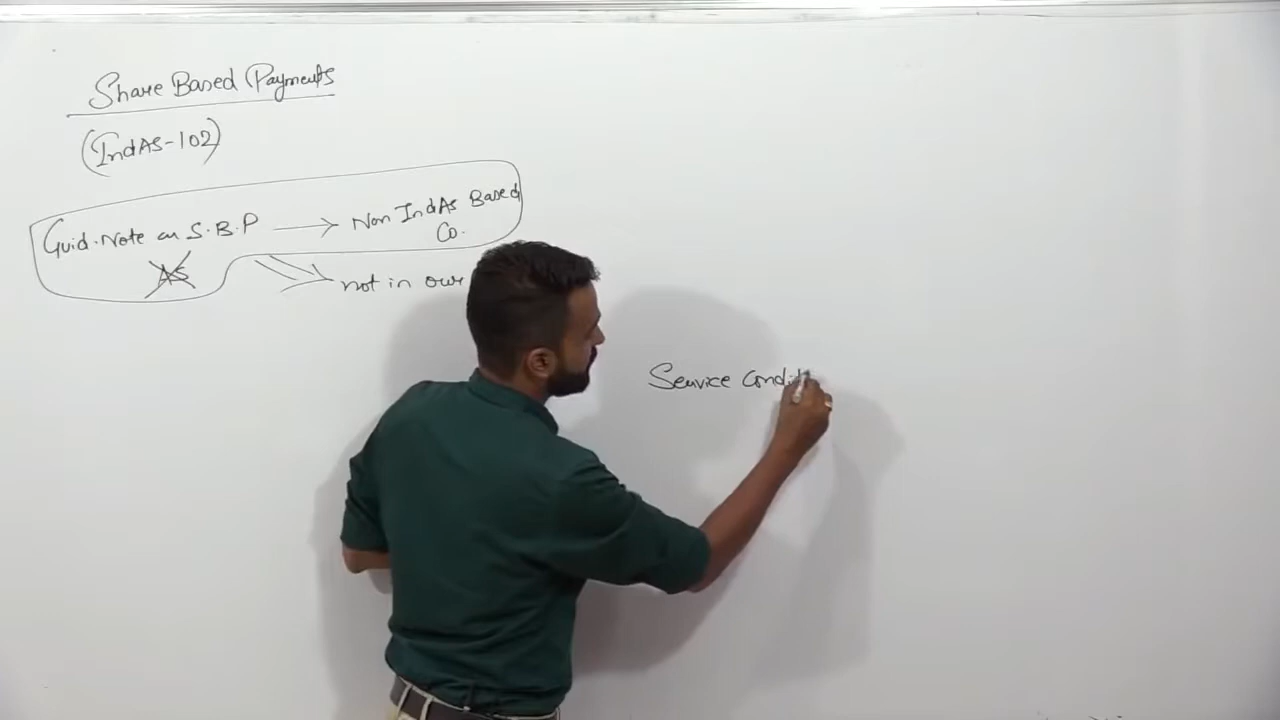 Share Based Payments
(IndAS-102)
Guid. Note on S.B.P → Non IndAs Based
Co.
AS
not in our
Service Condit